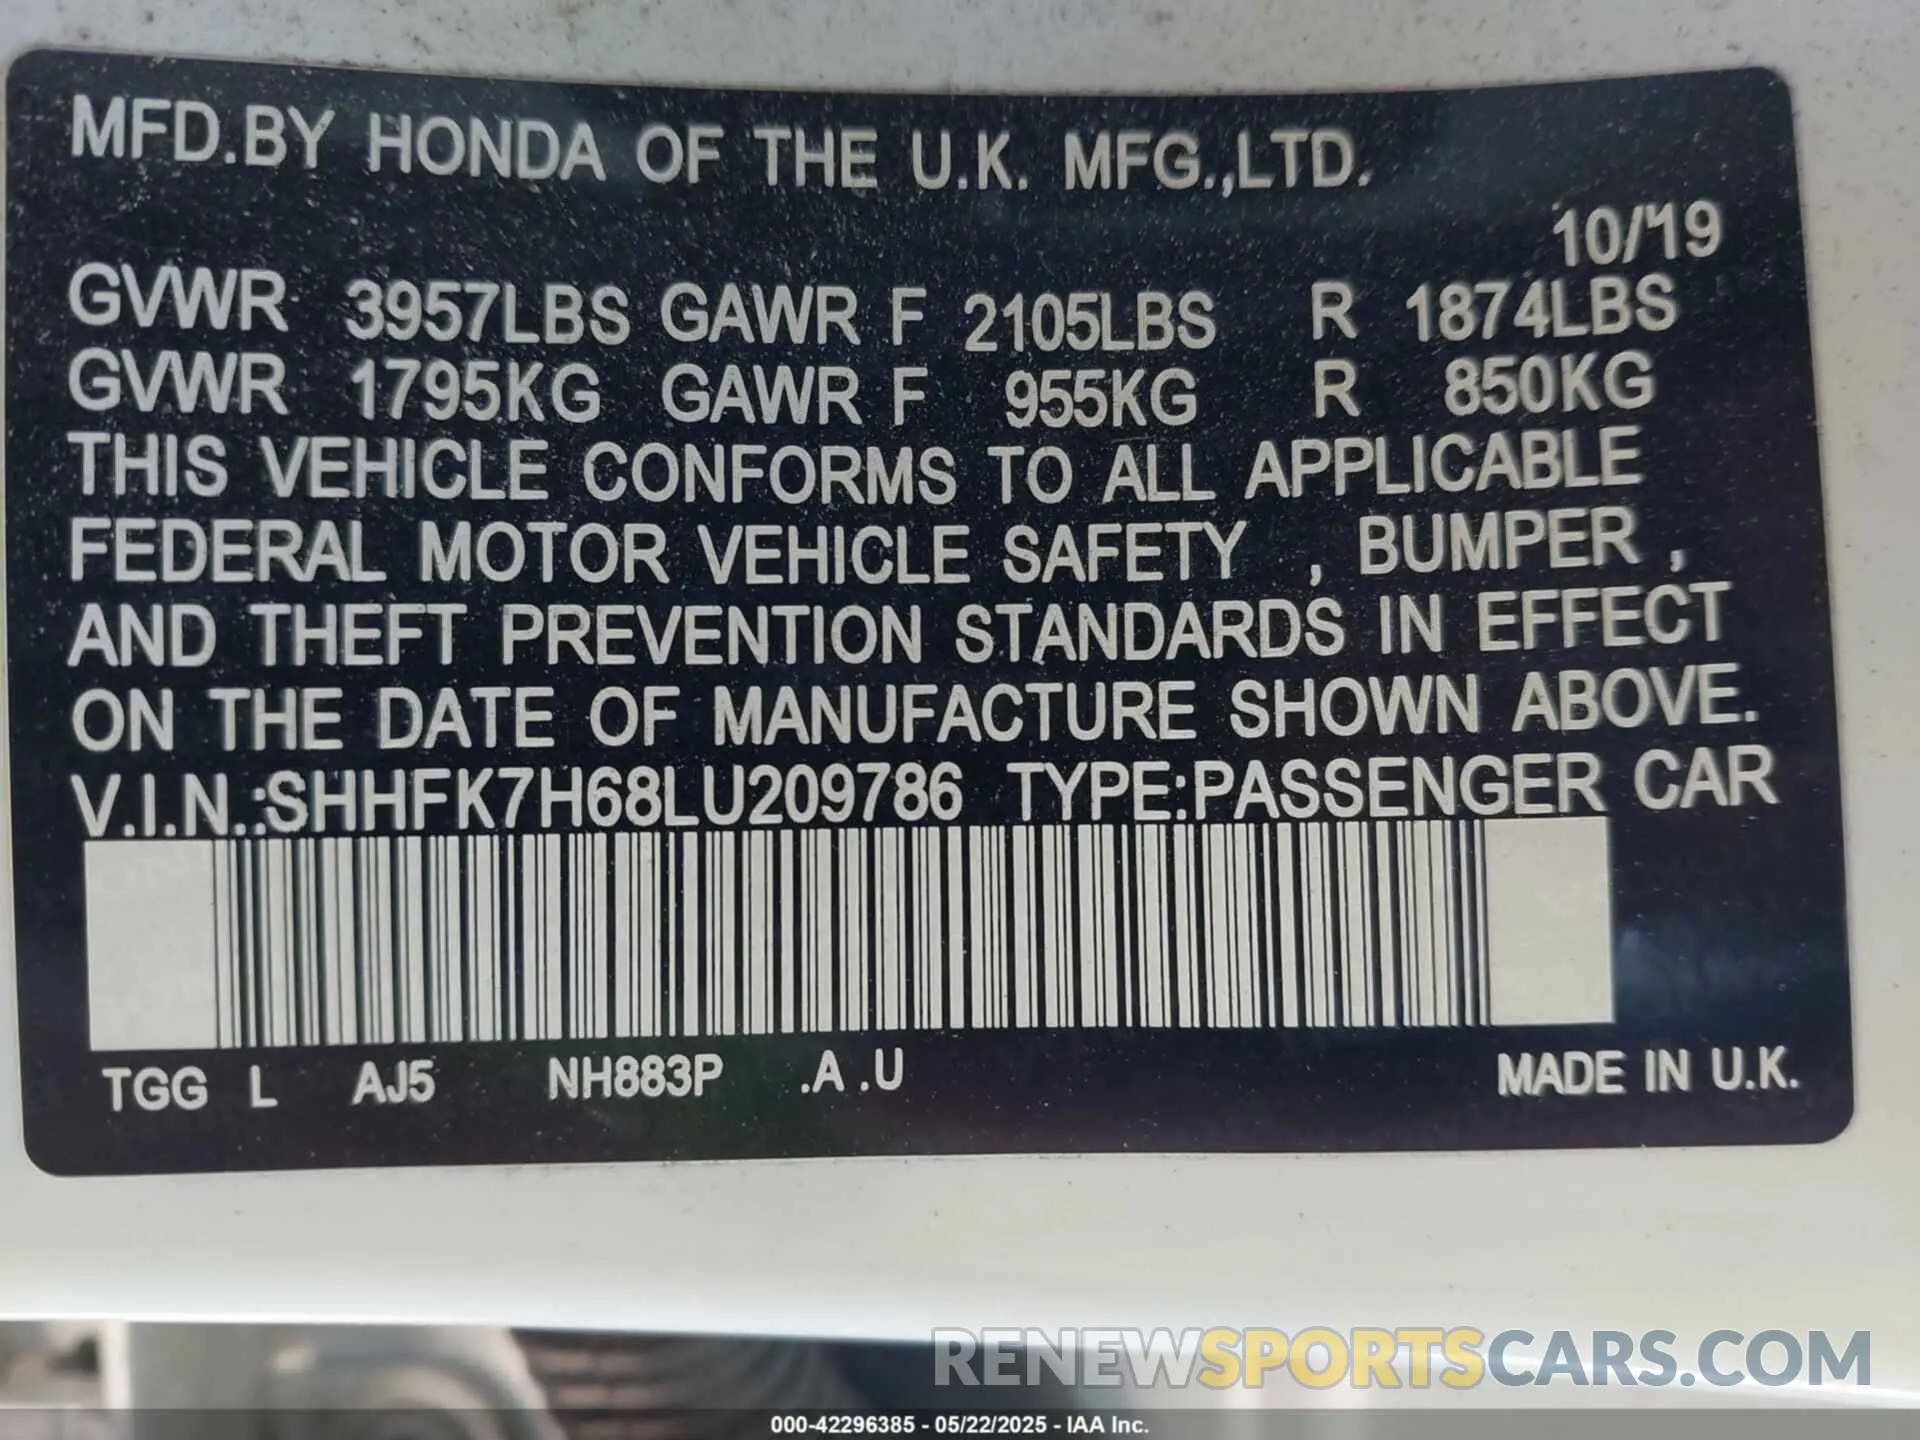 MFD.BY HONDA OF THE U.K. MFG.,LTD.
10/19
GVWR 3957LBS GAWR F 2105LBS R 1874LBS
GVWR 1795KG GAWR F 955KG R 850KG
THIS VEHICLE CONFORMS TO ALL APPLICABLE
FEDERAL MOTOR VEHICLE SAFETY , BUMPER ,
AND THEFT PREVENTION STANDARDS IN EFFECT
ON THE DATE OF MANUFACTURE SHOWN ABOVE.
V.I.N.:SHHFK7H68LU209786 TYPE:PASSENGER CAR
TGG L AJ5 NH883P .A .U MADE IN U.K.
RENEWSPORTSCARS.COM
000-42296385 - 05/22/2025 - IAA Inc.